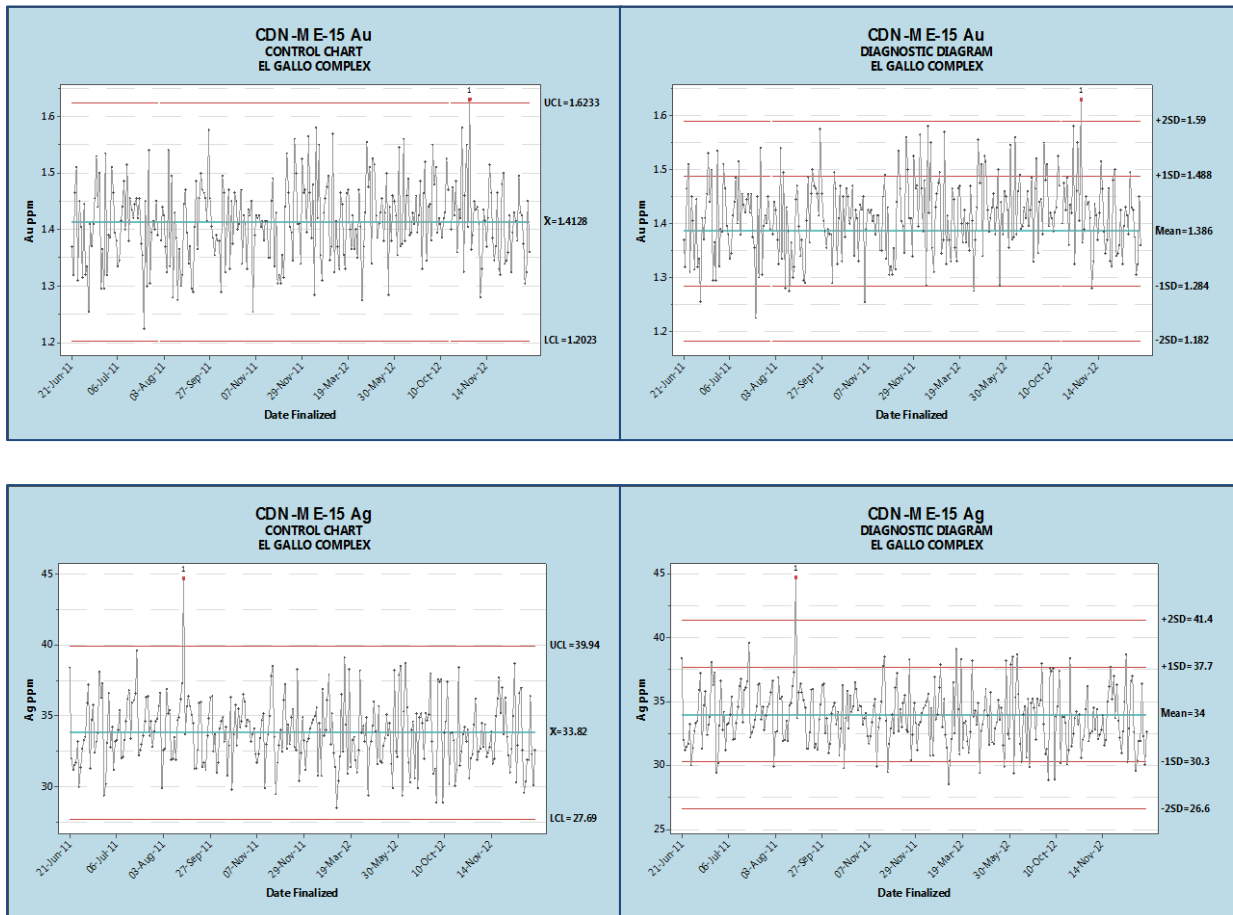 CDN-ME-15 Au
CONTROL CHART
EL GALLO COMPLEX
1
UCL=1.6233
1.6
1.5
Au ppm
X̄=1.4128
1.4
1.3
LCL=1.2023
1.2
21-Jun-11
06-Jul-11
03-Aug-11
27-Sep-11
07-Nov-11
29-Nov-11
19-Mar-12
30-May-12
10-Oct-12
14-Nov-12
Date Finalized
CDN-ME-15 Au
DIAGNOSTIC DIAGRAM
EL GALLO COMPLEX
1
1.6
+2SD=1.59
1.5
+1SD=1.488
Au ppm
1.4
Mean=1.386
1.3
-1SD=1.284
1.2
-2SD=1.182
21-Jun-11
06-Jul-11
03-Aug-11
27-Sep-11
07-Nov-11
29-Nov-11
19-Mar-12
30-May-12
10-Oct-12
14-Nov-12
Date Finalized
CDN-ME-15 Ag
CONTROL CHART
EL GALLO COMPLEX
1
45
40
UCL=39.94
Ag ppm
35
X̄=33.82
30
LCL=27.69
21-Jun-11
06-Jul-11
03-Aug-11
27-Sep-11
07-Nov-11
29-Nov-11
19-Mar-12
30-May-12
10-Oct-12
14-Nov-12
Date Finalized
CDN-ME-15 Ag
DIAGNOSTIC DIAGRAM
EL GALLO COMPLEX
1
45
+2SD=41.4
40
+1SD=37.7
Ag ppm
35
Mean=34
30
-1SD=30.3
-2SD=26.6
25
21-Jun-11
06-Jul-11
03-Aug-11
27-Sep-11
07-Nov-11
29-Nov-11
19-Mar-12
30-May-12
10-Oct-12
14-Nov-12
Date Finalized